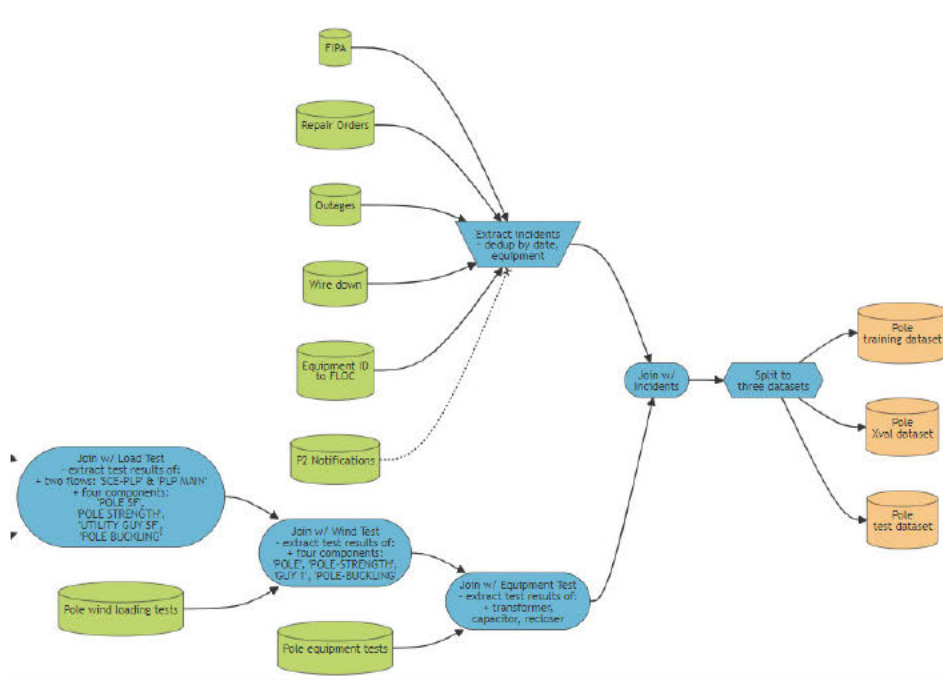 FIPA
Repair Orders
Outages
Wire down
Equipment ID
to FLOC
P2 Notifications
Extract incidents
- dedup by date,
equipment
Join w/
incidents
Split to
three datasets
Pole
training dataset
Pole
Xval dataset
Pole
test dataset
Join w/ Load Test
- extract test results of:
+ two flows: 'SCE-PLP' & 'PLP MAIN'
+ four components:
'POLE SF',
'POLE STRENGTH',
'UTILITY GUY SF',
'POLE BUCKLING'
Join w/ Wind Test
- extract test results of:
+ four components:
'POLE', 'POLE-STRENGTH',
'GUY 1', 'POLE-BUCKLING'
Join w/ Equipment Test
- extract test results of:
+ transformer,
capacitor, recloser
Pole wind loading tests
Pole equipment tests